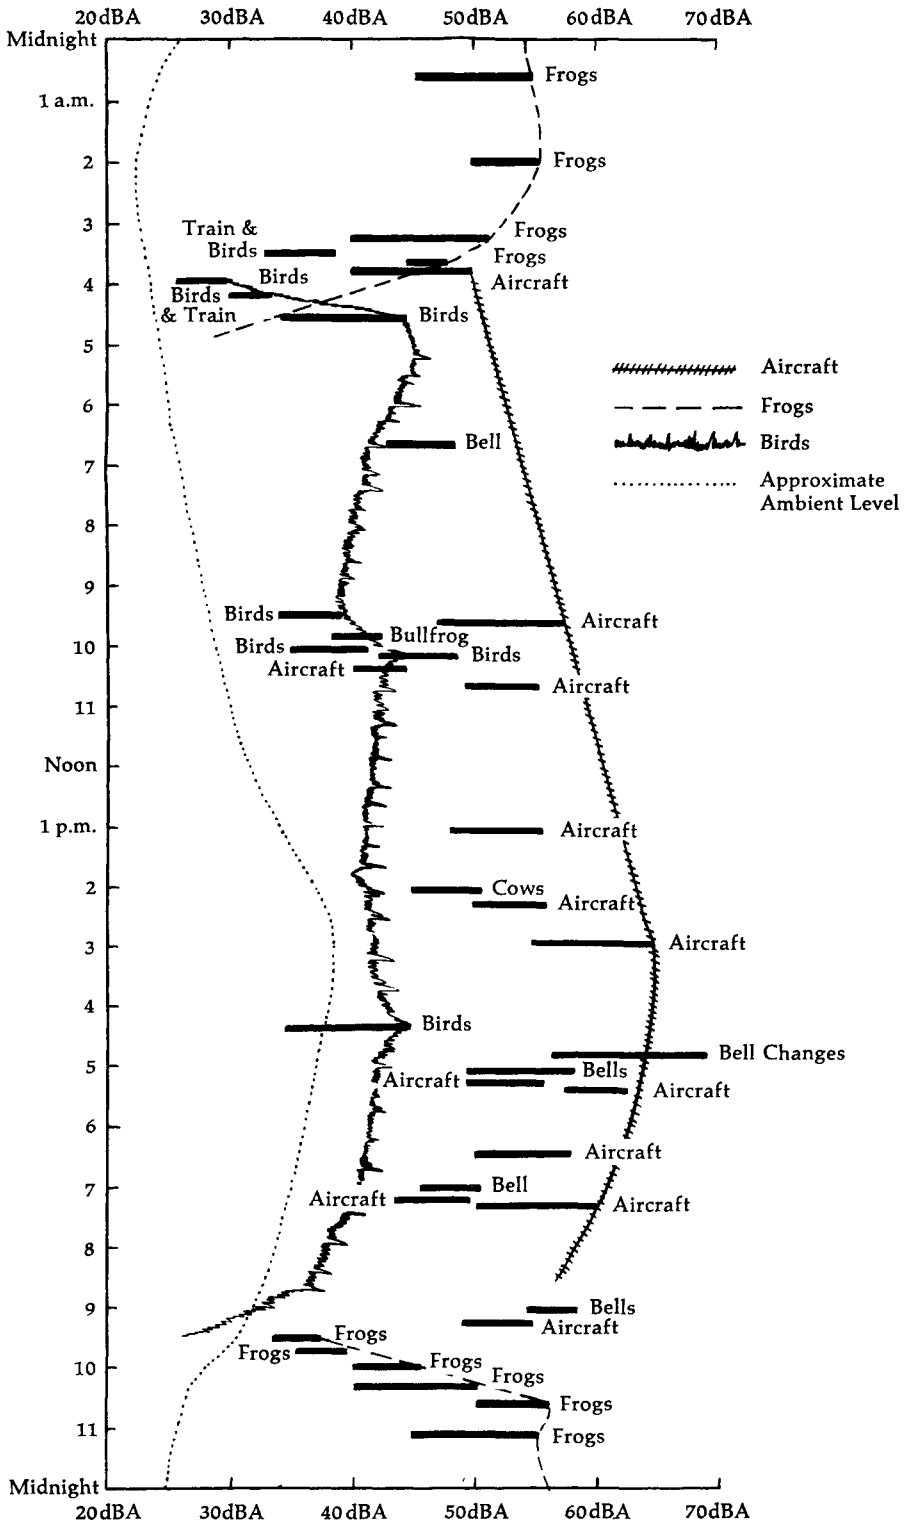 20dBA 30dBA 40dBA 50dBA 60dBA 70dBA
Midnight
Frogs
1 a.m.
2 Frogs
3
Train & Frogs
Birds Frogs
4 Birds Aircraft
Birds
& Train Birds
5
Aircraft
6 Frogs
Bell Birds
7
Approximate
Ambient Level
8
9
Birds Aircraft
Bullfrog
10 Birds Birds
Aircraft
Aircraft
11
Noon
1 p.m. Aircraft
2 Cows
Aircraft
3 Aircraft
4 Birds
Bell Changes
5 Bells
Aircraft Aircraft
6
Aircraft
7 Bell
Aircraft Aircraft
8
9 Bells
Aircraft
Frogs
Frogs
10 Frogs
Frogs
Frogs
11 Frogs
Midnight
20dBA 30dBA 40dBA 50dBA 60dBA 70dBA